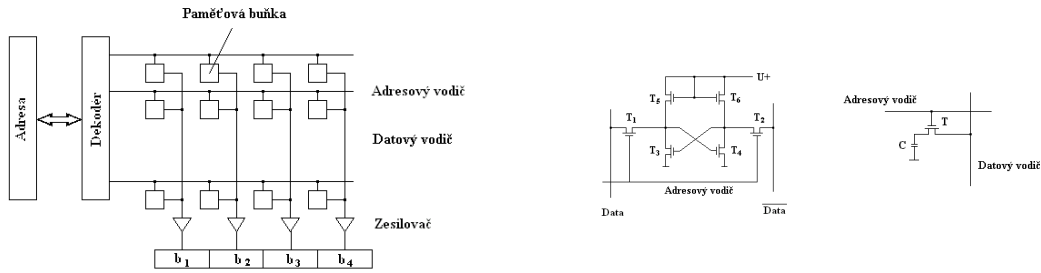 Paměťová buňka
Adresa
Dekodér
Adresový vodič
Datový vodič
Zesilovač
b1
b2
b3
b4
U+
T5
T6
T1
T2
T3
T4
Adresový vodič
Data
Data
Adresový vodič
T
C
Datový vodič